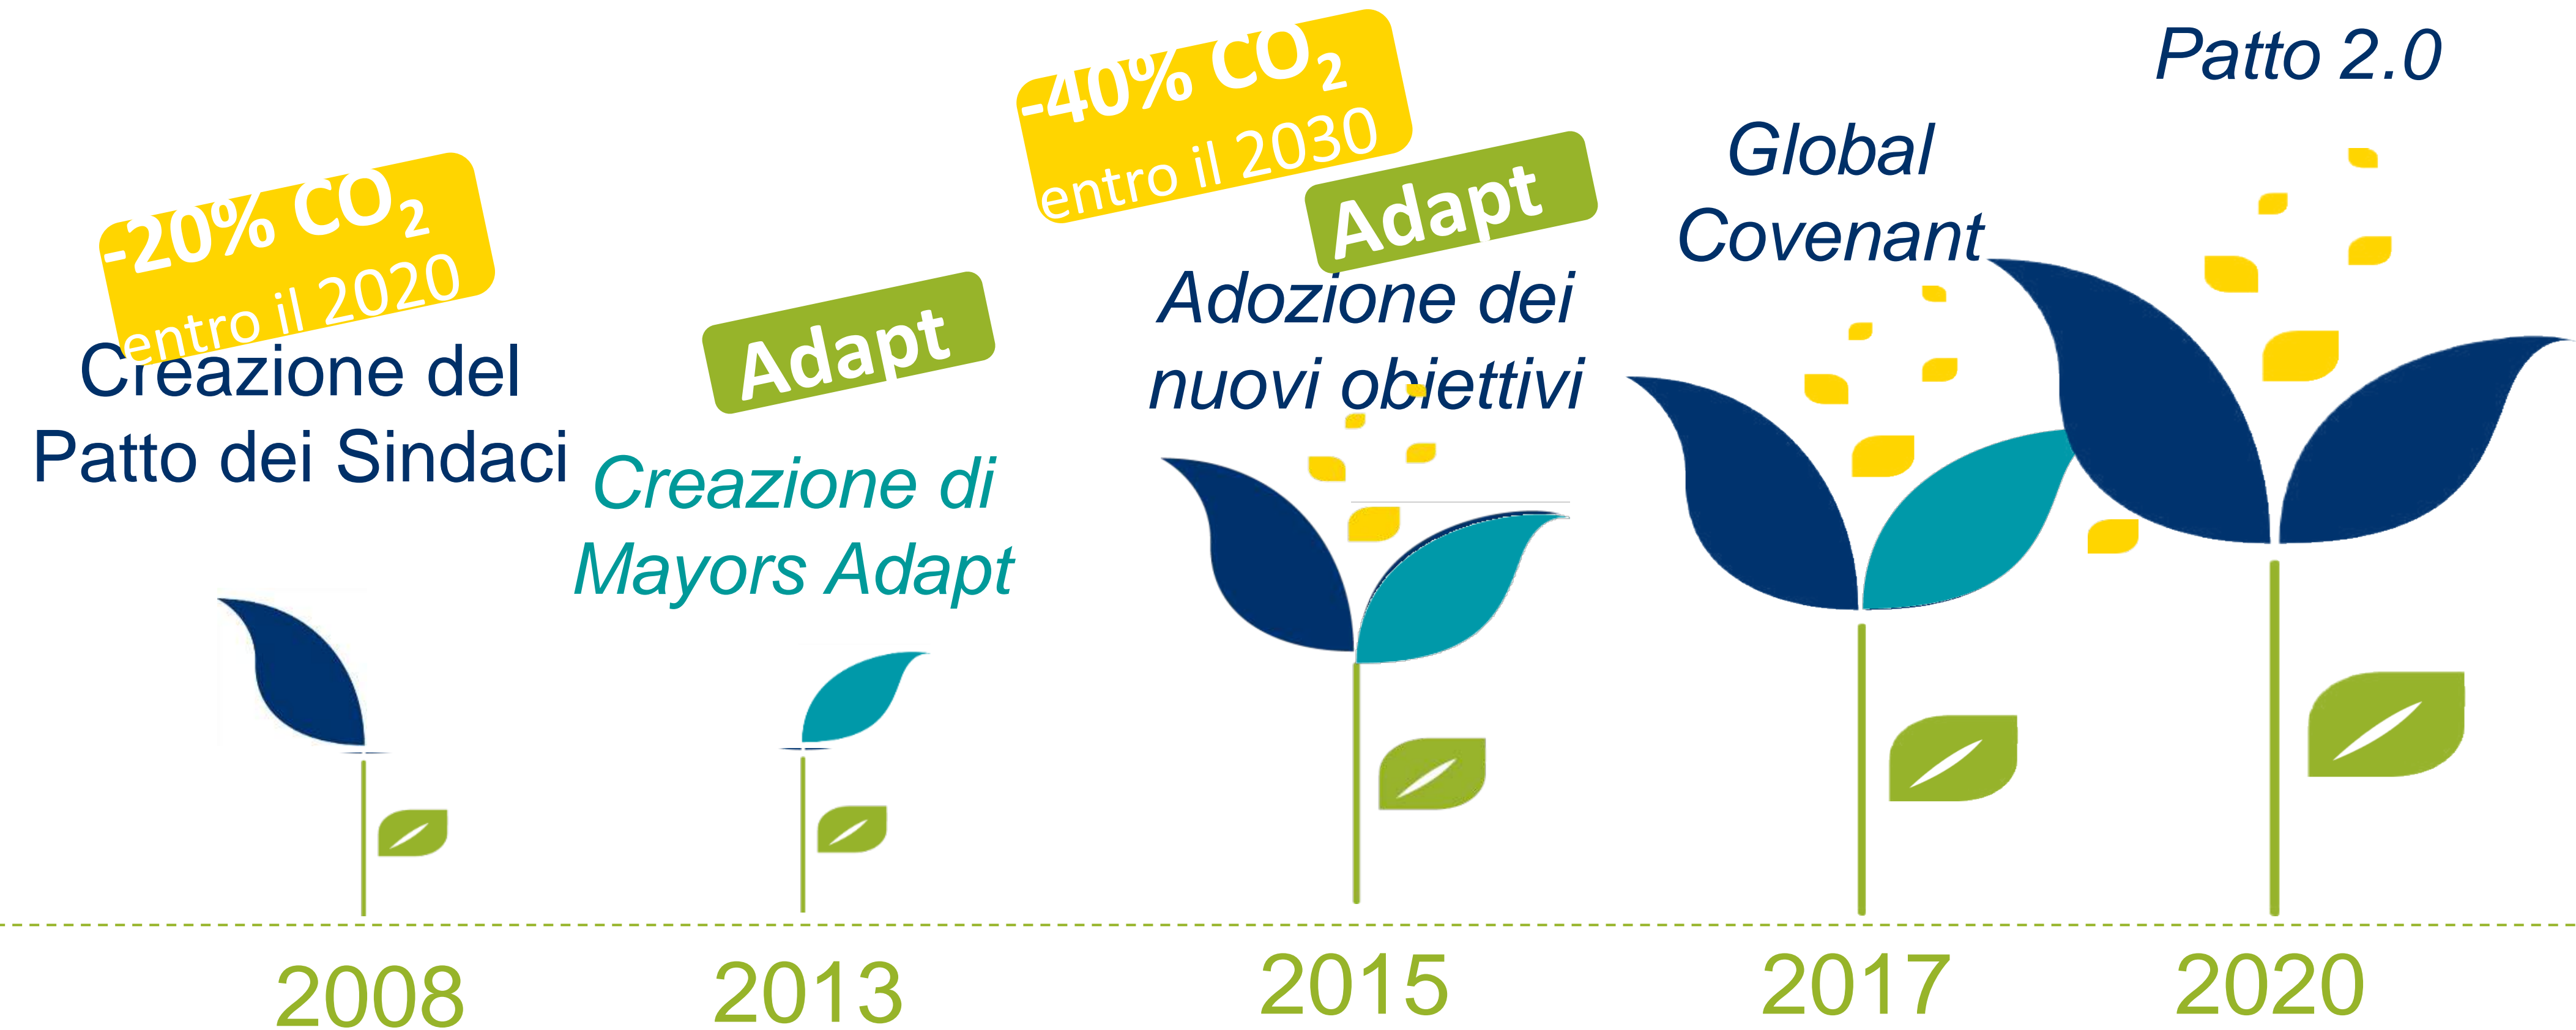 -20% CO₂
entro il 2020
Creazione del
Patto dei Sindaci
Adapt
Creazione di
Mayors Adapt
-40% CO₂
entro il 2030
Adapt
Adozione dei
nuovi obiettivi
Global
Covenant
Patto 2.0
2008
2013
2015
2017
2020